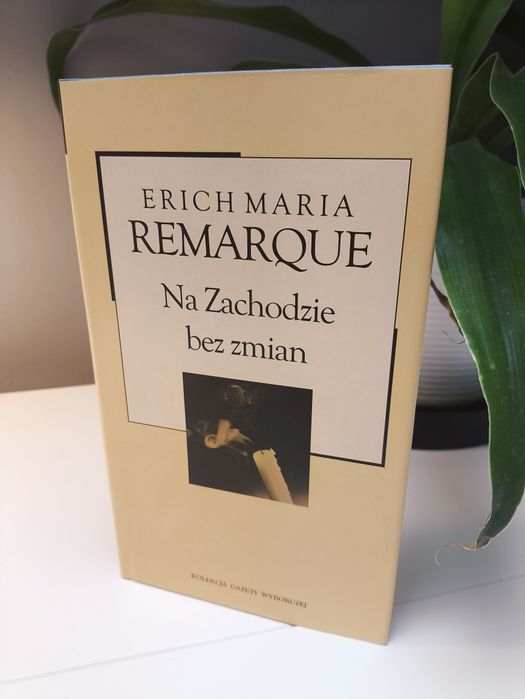 ERICH MARIA
REMARQUE
Na Zachodzie
bez zmian
KOLEKCJA GAZETY WYBORCZEJ